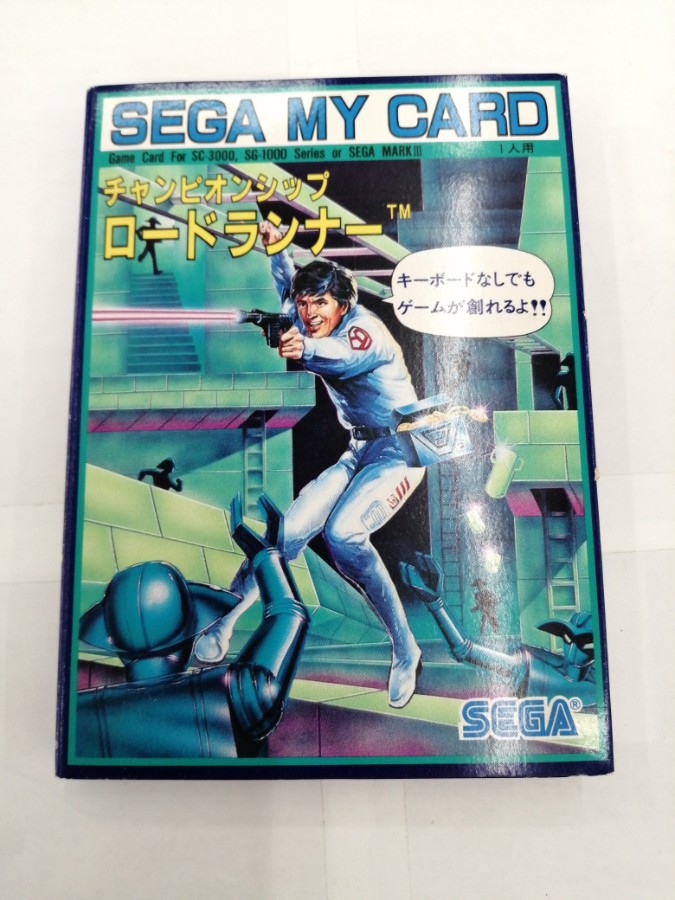 SEGA MY CARD
Game Card For SC-3000, SG-1000 Series or SEGA MARKIII
1人用
チャンピオンシップ
ロードランナー™
キーボードなしでも
ゲームが創れるよ!!
SEGA®